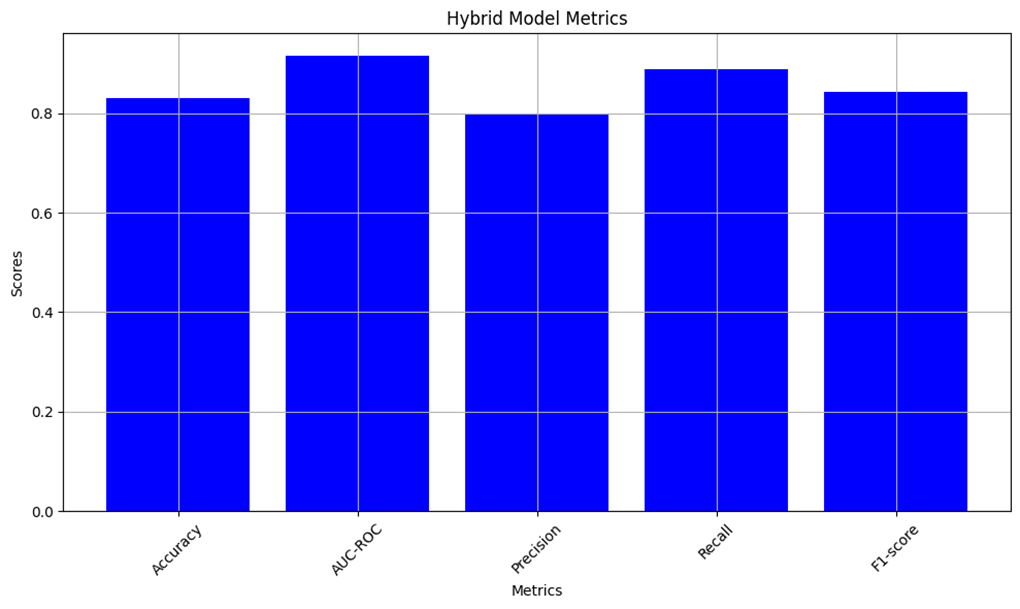 Hybrid Model Metrics
Scores
0.8
0.6
0.4
0.2
0.0
Accuracy
AUC-ROC
Precision
Recall
F1-score
Metrics